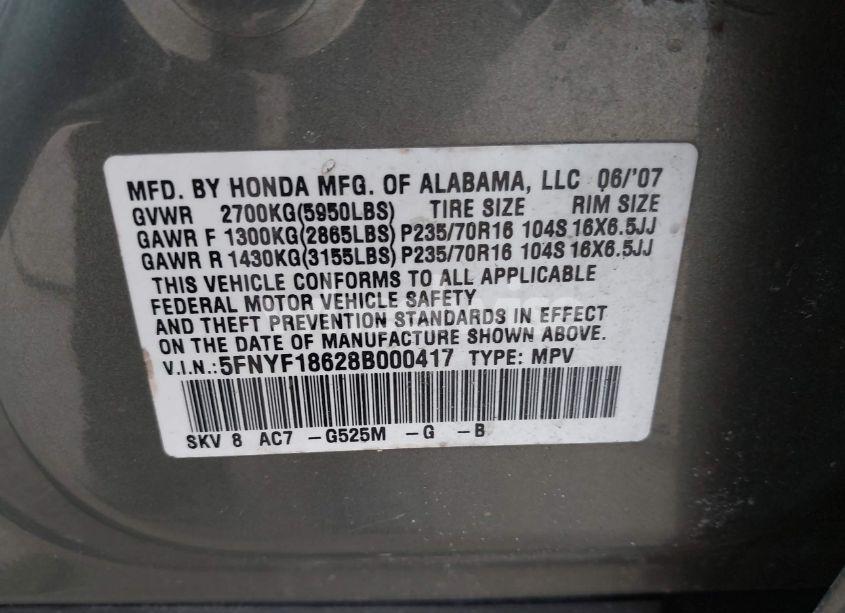 MFD. BY HONDA MFG. OF ALABAMA, LLC 06/'07
GVWR 2700KG(5950LBS) TIRE SIZE RIM SIZE
GAWR F 1300KG(2865LBS) P235/70R16 104S 16X6.5JJ
GAWR R 1430KG(3155LBS) P235/70R16 104S 16X6.5JJ
THIS VEHICLE CONFORMS TO ALL APPLICABLE
FEDERAL MOTOR VEHICLE SAFETY
AND THEFT PREVENTION STANDARDS IN EFFECT
ON THE DATE OF MANUFACTURE SHOWN ABOVE.
V.I.N.:5FNYF18628B000417 TYPE: MPV
SKV 8 AC7 -G525M -G -B